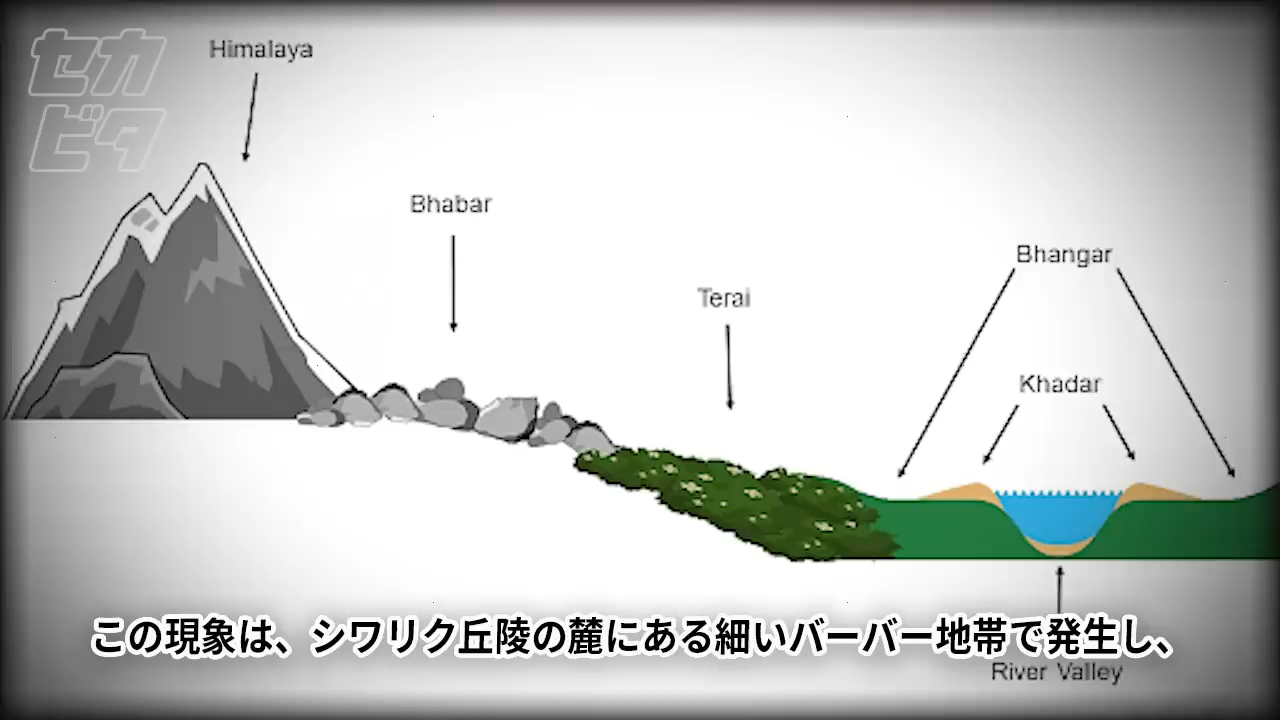 セカ
ビタ
Himalaya
Bhabar
Terai
Bhangar
Khadar
この現象は、シワリク丘陵の麓にある細いバーバー地帯で発生し、
River Valley